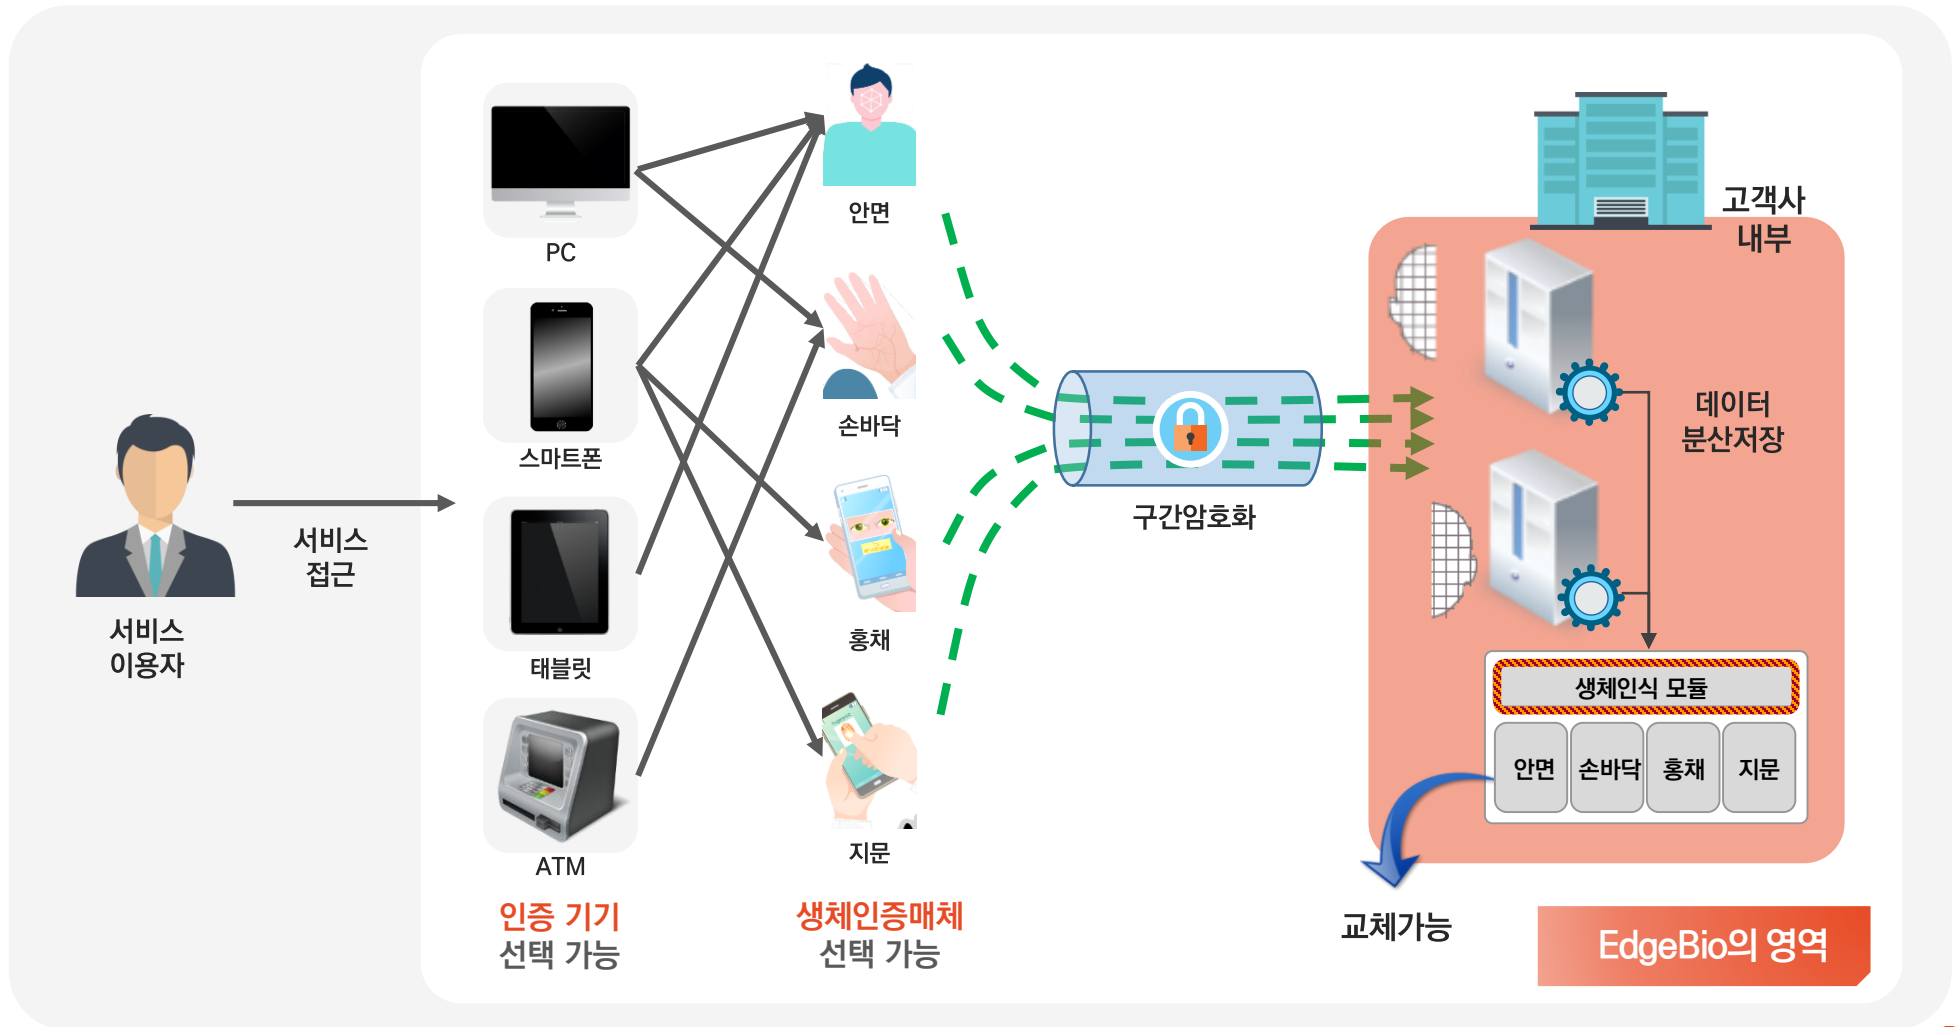 서비스
이용자
서비스
접근
PC
스마트폰
태블릿
ATM
인증 기기
선택 가능
안면
손바닥
홍채
지문
생체인증매체
선택 가능
구간암호화
고객사
내부
데이터
분산저장
생체인식 모듈
안면
손바닥
홍채
지문
교체가능
EdgeBio의 영역